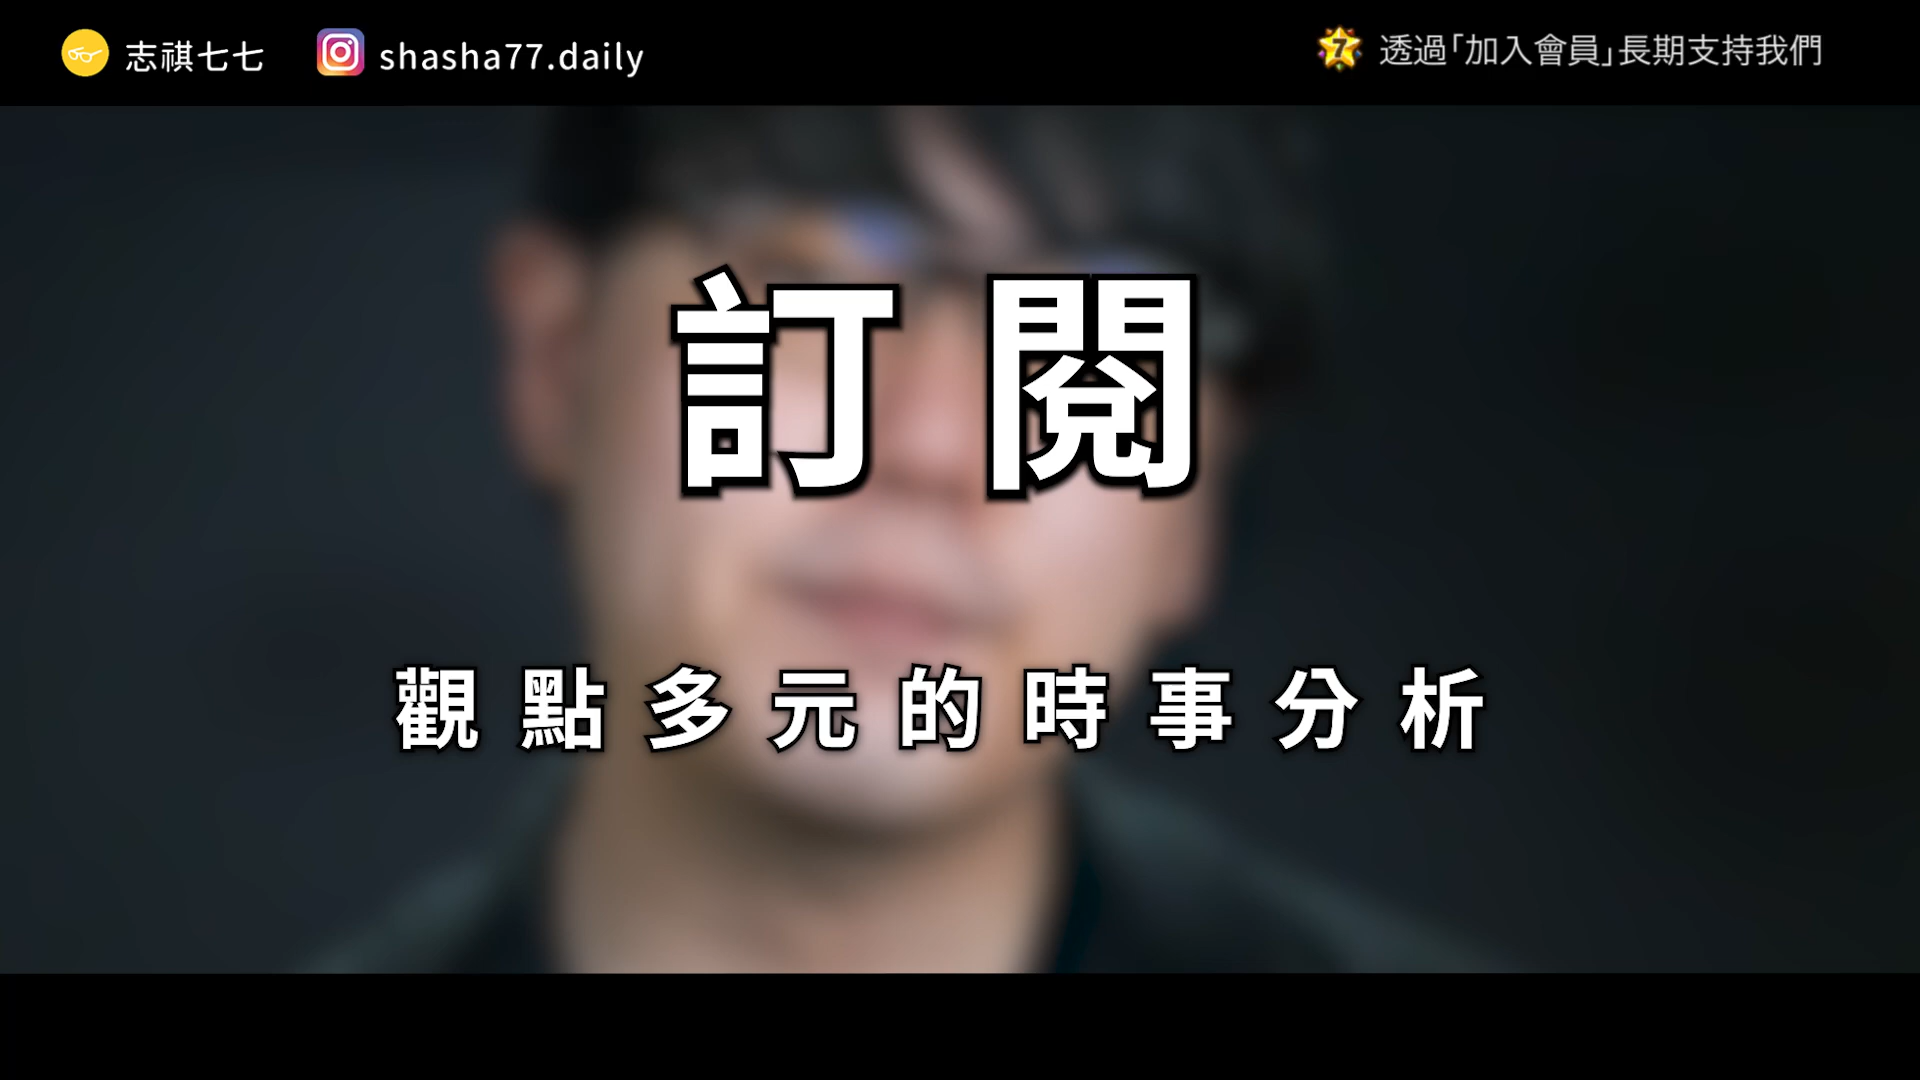 志祺七七
shasha77.daily
7 透過「加入會員」長期支持我們
訂閱
觀點多元的時事分析